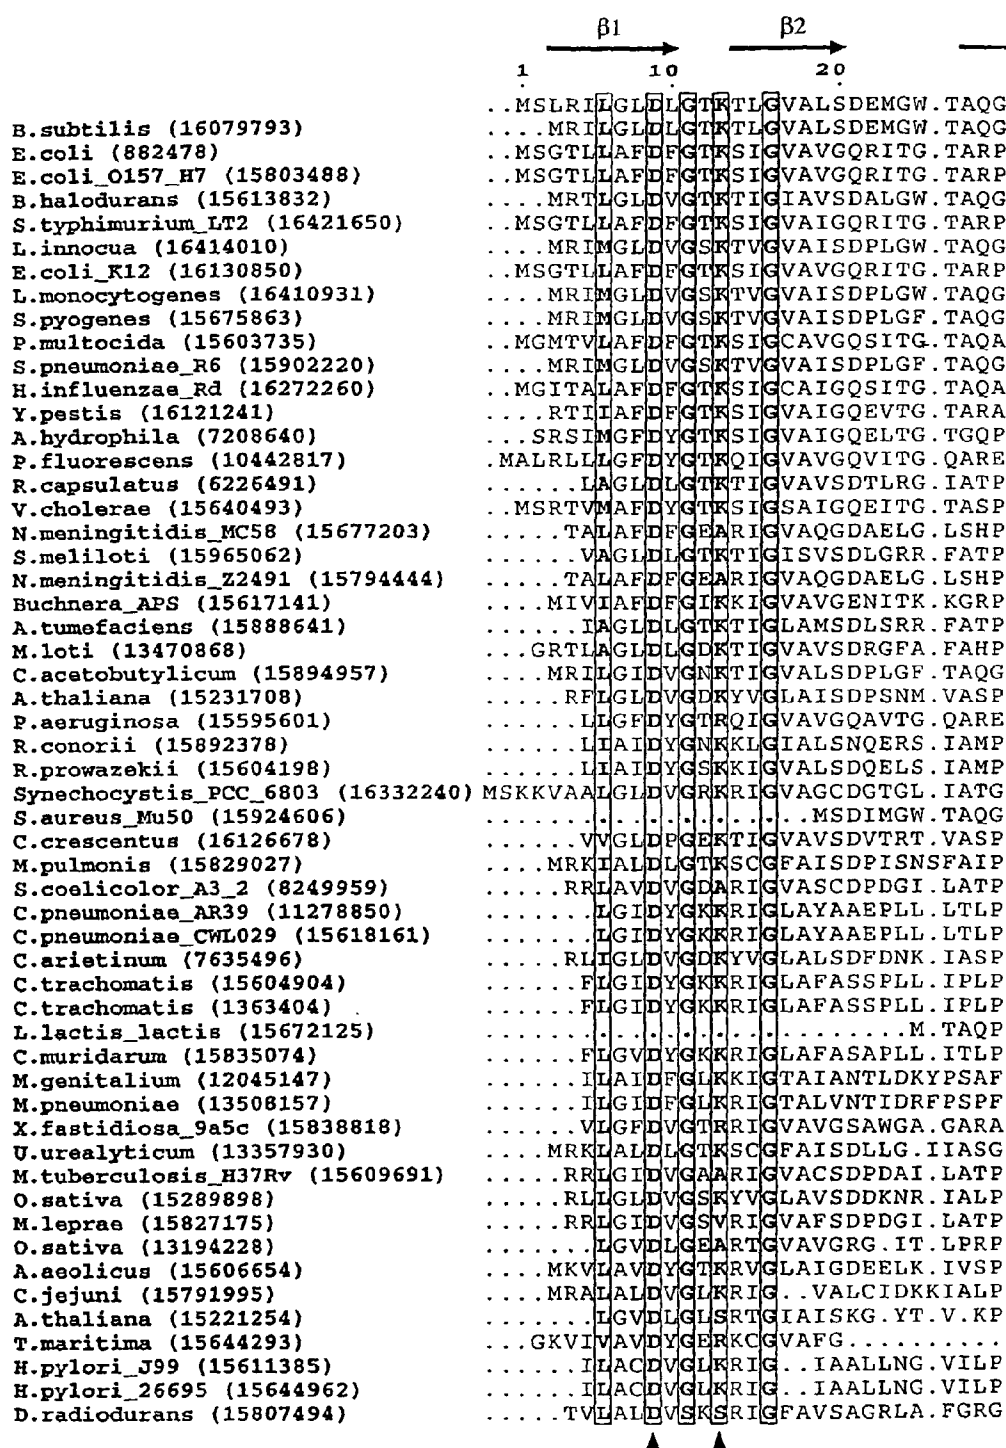 β1 β2
1 10 20
..MSLRILGLDLGTKTLGVALSDEMGW.TAQG
B.subtilis (16079793) ....MRILGLDLGTKTLGVALSDEMGW.TAQG
E.coli (882478) ..MSGTLLAFDFGTKSIGVAVGQRITG.TARP
E.coli_O157_H7 (15803488) ..MSGTLLAFDFGTKSIGVAVGQRITG.TARP
B.halodurans (15613832) ....MRTLGLDVGTKTIGIAVSDALGW.TAQG
S.typhimurium_LT2 (16421650) ..MSGTLLAFDFGTKSIGVAIGQRITG.TARP
L.innocua (16414010) ....MRIMGLDVGSKTVGVAISDPLGW.TAQG
E.coli_K12 (16130850) ..MSGTLLAFDFGTKSIGVAVGQRITG.TARP
L.monocytogenes (16410931) ....MRIMGLDVGSKTVGVAISDPLGW.TAQG
S.pyogenes (15675863) ....MRIMGLDVGSKTVGVAISDPLGF.TAQG
P.multocida (15603735) ..MGMTVLAFDFGTKSIGCAVGQSITG.TAQA
S.pneumoniae_R6 (15902220) ....MRIMGLDVGSKTVGVAISDPLGF.TAQG
H.influenzae_Rd (16272260) ..MGITALAFDFGTKSIGCAIGQSITG.TAQA
Y.pestis (16121241) ....RTIIAFDFGTKSIGVAIGQEVTG.TARA
A.hydrophila (7208640) ...SRSIMGFDYGTKSIGVAIGQELTG.TGQP
P.fluorescens (10442817) .MALRLLLGFDYGTKQIGVAVGQVITG.QARE
R.capsulatus (6226491) ......LAGLDLGTKTIGVAVSDTLRG.IATP
V.cholerae (15640493) ..MSRTVMAFDYGTKSIGSAIGQEITG.TASP
N.meningitidis_MC58 (15677203) .....TALAFDFGEARIGVAQGDAELG.LSHP
S.meliloti (15965062) ......VAGLDLGTKTIGISVSDLGRR.FATP
N.meningitidis_Z2491 (15794444) .....TALAFDFGEARIGVAQGDAELG.LSHP
Buchnera_APS (15617141) ....MIVIAFDFGIKKIGVAVGENITK.KGRP
A.tumefaciens (15888641) ......IAGLDLGTKTIGLAMSDLSRR.FATP
M.loti (13470868) ...GRTLAGLDLGDKTIGVAVSDRGFA.FAHP
C.acetobutylicum (15894957) ....MRILGIDVGNKTIGVALSDPLGF.TAQG
A.thaliana (15231708) .....RFLGLDVGDKYVGLAISDPSNM.VASP
P.aeruginosa (15595601) ......LLGFDYGTRQIGVAVGQAVTG.QARE
R.conorii (15892378) .....LIAIDYGNKKLGIALSNQERS.IAMP
R.prowazekii (15604198) .....LIAIDYGSKKIGVALSDQELS.IAMP
Synechocystis_PCC_6803 (16332240) MSKKVAALGLDVGRKRIGVAGCDGTGL.IATG
S.aureus_Mu50 (15924606) ....................MSDIMGW.TAQG
C.crescentus (16126678) .....VVGLDPGEKTIGVAVSDVTRT.VASP
M.pulmonis (15829027) ....MRKIALDLGTKSCGFAISDPISNSFAIP
S.coelicolor_A3_2 (8249959) ....RRLAVDVGDARIGVASCDPDGI.LATP
C.pneumoniae_AR39 (11278850) ......LGIDYGKKRIGLAYAAEPLL.LTLP
C.pneumoniae_CWL029 (15618161) ......LGIDYGKKRIGLAYAAEPLL.LTLP
C.arietinum (7635496) .....RLIGLDVGDKYVGLALSDFDNK.IASP
C.trachomatis (15604904) .....FLGIDYGKKRIGLAFASSPLL.IPLP
C.trachomatis (1363404) .....FLGIDYGKKRIGLAFASSPLL.IPLP
L.lactis_lactis (15672125) ..........................M.TAQP
C.muridarum (15835074) .....FLGVDYGKKRIGLAFASAPLL.ITLP
M.genitalium (12045147) .....ILAIDFGLKKIGTAIANTLDKYPSAF
M.pneumoniae (13508157) .....ILGIDFGLKRIGTALVNTIDRFPSPF
X.fastidiosa_9a5c (15838818) .....VLGFDVGTRRIGVAVGSAWGA.GARA
U.urealyticum (13357930) ....MRKLALDLGTKSCGFAISDLLG.IIASG
M.tuberculosis_H37Rv (15609691) ....RRLGIDVGAARIGVACSDPDAI.LATP
O.sativa (15289898) .....RLLGLDVGSKYVGLAVSDDKNR.IALP
M.leprae (15827175) ....RRLGIDVGSVRIGVAFSDPDGI.LATP
O.sativa (13194228) ......LGVDLGEARTGVAVGRG.IT.LPRP
A.aeolicus (15606654) ....MKVLAVDYGTKRVGLAIGDEELK.IVSP
C.jejuni (15791995) ....MRALALDVGLKRIG..VALCIDKKIALP
A.thaliana (15221254) ......LGVDLGLSRTGIAISKG.YT.V.KP
T.maritima (15644293) ...GKVIVAVDYGERKCGVAFG..........
H.pylori_J99 (15611385) .....ILACDVGLKRIG..IAALLNG.VILP
H.pylori_26695 (15644962) .....ILACDVGLKRIG..IAALLNG.VILP
D.radiodurans (15807494) .....TVLALDVSKSRIGFAVSAGRLA.FGRG